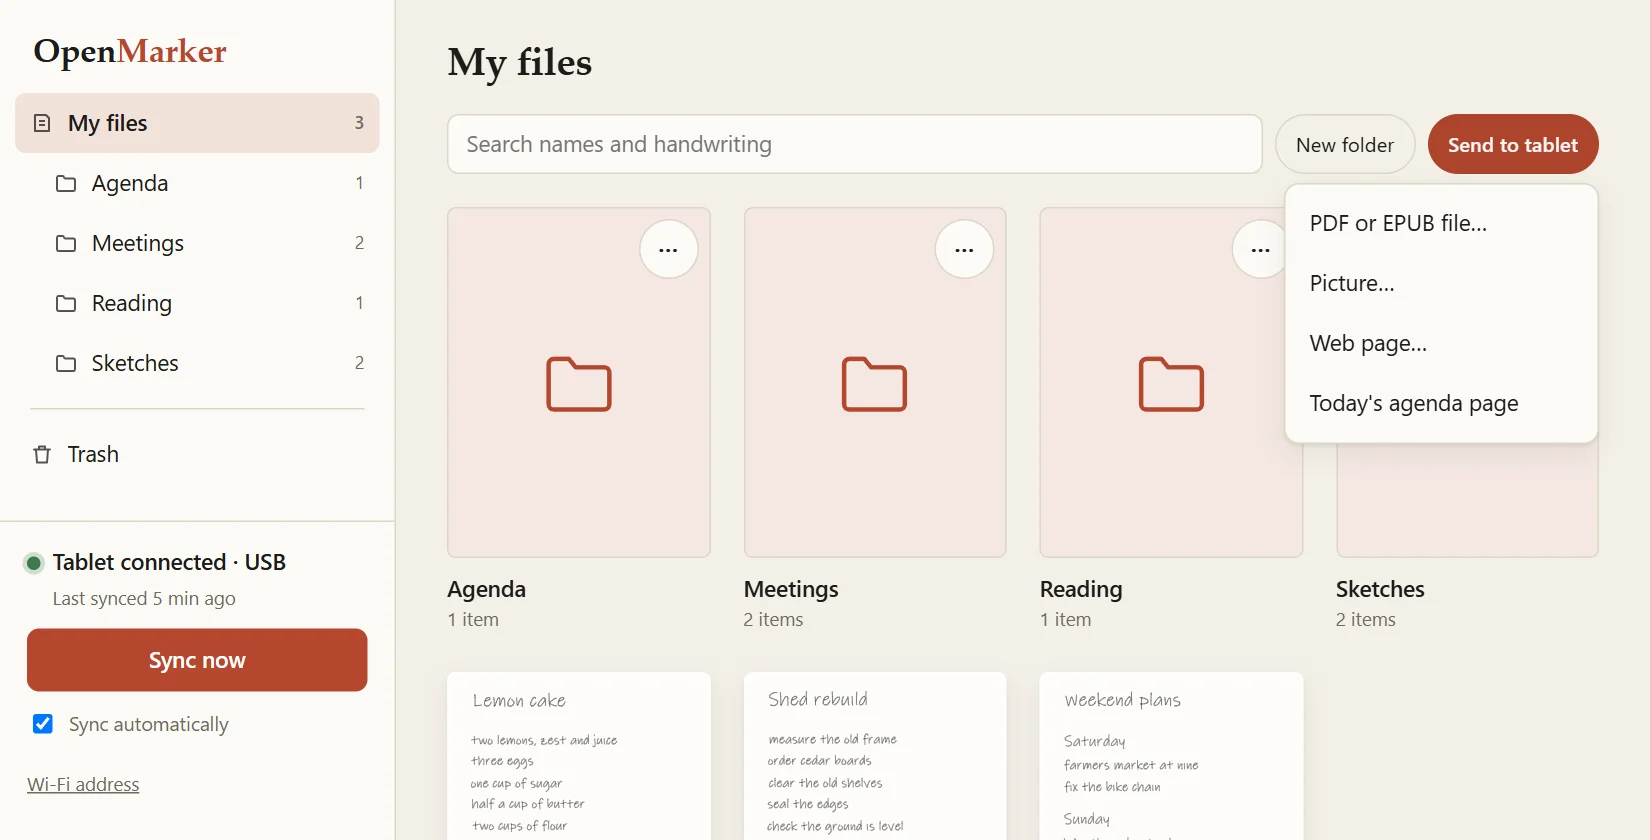 OpenMarker
My files 3
Agenda 1
Meetings 2
Reading 1
Sketches 2
Trash
Tablet connected · USB
Last synced 5 min ago
Sync now
Sync automatically
Wi-Fi address
My files
Search names and handwriting
New folder
Send to tablet
PDF or EPUB file...
Picture...
Web page...
Today's agenda page
Agenda
1 item
Meetings
2 items
Reading
1 item
Sketches
2 items
Lemon cake
two lemons, zest and juice
three eggs
one cup of sugar
half a cup of butter
two cups of flour
Shed rebuild
measure the old frame
order cedar boards
clear the old shelves
seal the edges
check the ground is level
Weekend plans
Saturday
farmers market at nine
fix the bike chain
Sunday